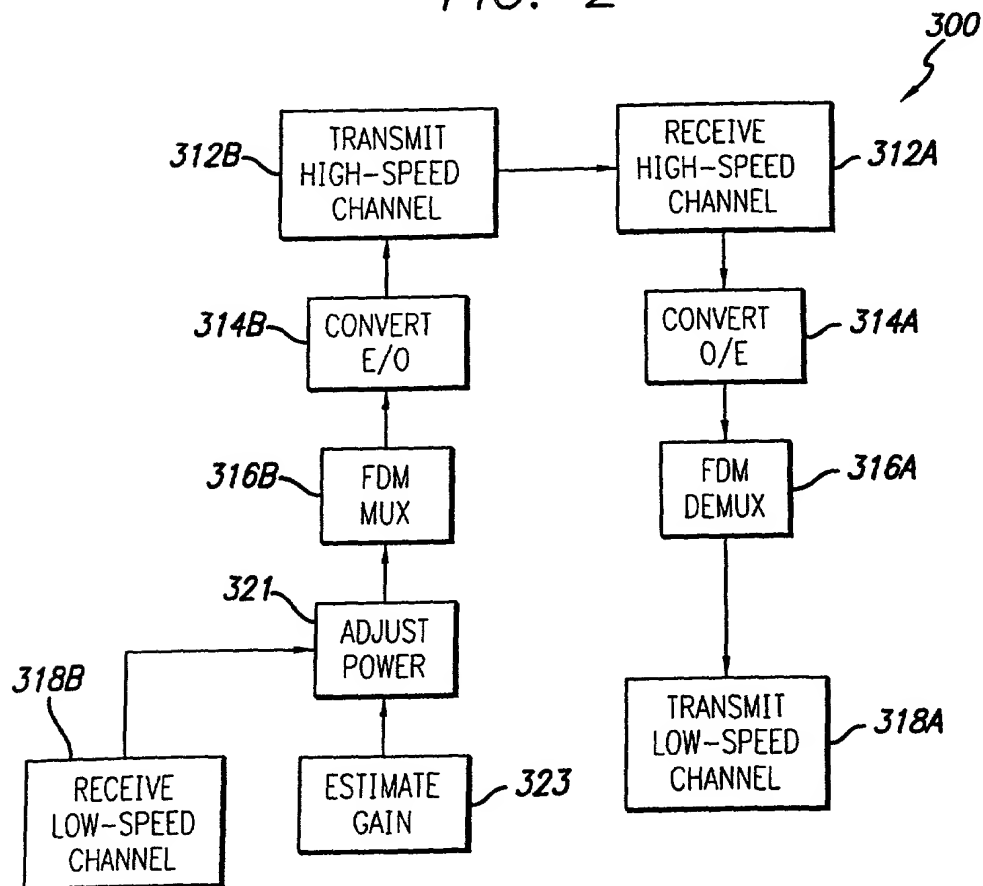 FIG. 2
300
312B
TRANSMIT
HIGH-SPEED
CHANNEL
RECEIVE
HIGH-SPEED
CHANNEL
312A
314B
CONVERT
E/O
CONVERT
O/E
314A
316B
FDM
MUX
FDM
DEMUX
316A
321
ADJUST
POWER
318B
RECEIVE
LOW-SPEED
CHANNEL
ESTIMATE
GAIN
323
TRANSMIT
LOW-SPEED
CHANNEL
318A